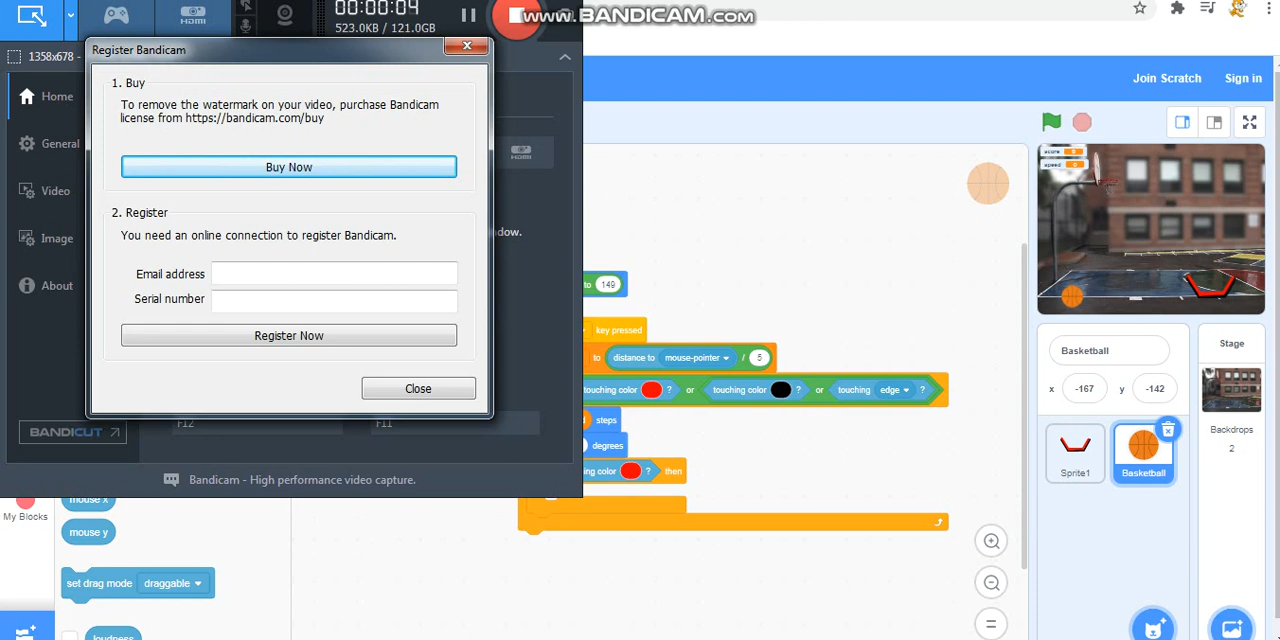 00:00:04
523.0KB / 121.0GB
www.BANDICAM.com
HDMI
1358x678 -
Register Bandicam
1. Buy
To remove the watermark on your video, purchase Bandicam
license from https://bandicam.com/buy
Buy Now
2. Register
You need an online connection to register Bandicam.
Email address
Serial number
Register Now
Close
Home
General
Video
Image
About
BANDICUT
HDMI
ndow.
F12
F11
Bandicam - High performance video capture.
Join Scratch
Sign in
score
speed
to 149
key pressed
to distance to mouse-pointer / 5
touching color ? or touching color ? or touching edge ?
steps
degrees
ng color ? then
My Blocks
mouse x
mouse y
set drag mode draggable
loudness
Basketball
x -167 y -142
Sprite1
Basketball
Stage
Backdrops
2